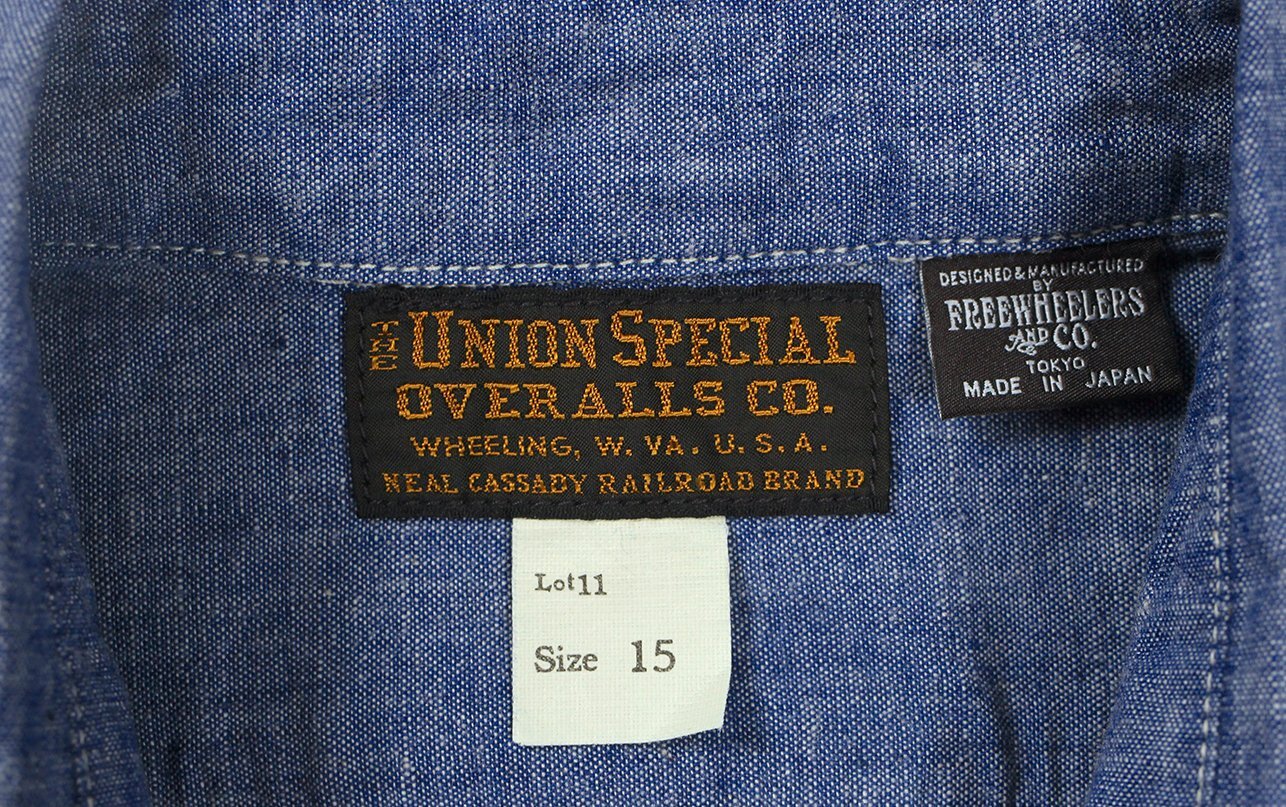 THE UNION SPECIAL
OVERALLS CO.
WHEELING, W. VA. U.S.A.
NEAL CASSADY RAILROAD BRAND
DESIGNED & MANUFACTURED
BY
FREEWHEELERS
AND CO.
TOKYO
MADE IN JAPAN
Lot 11
Size 15